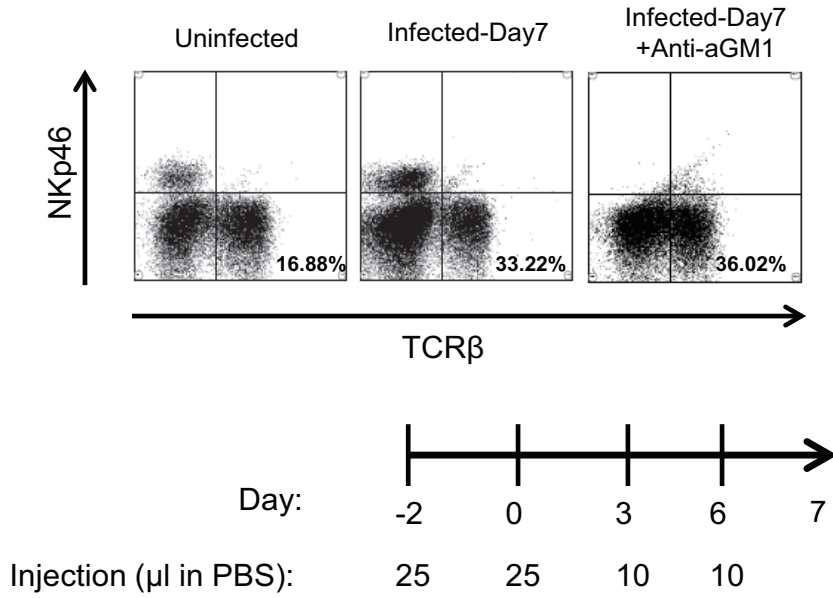 Uninfected
Infected-Day7
Infected-Day7
+Anti-aGM1
NKp46
16.88%
33.22%
36.02%
TCRβ
Day: -2 0 3 6 7
Injection (µl in PBS): 25 25 10 10